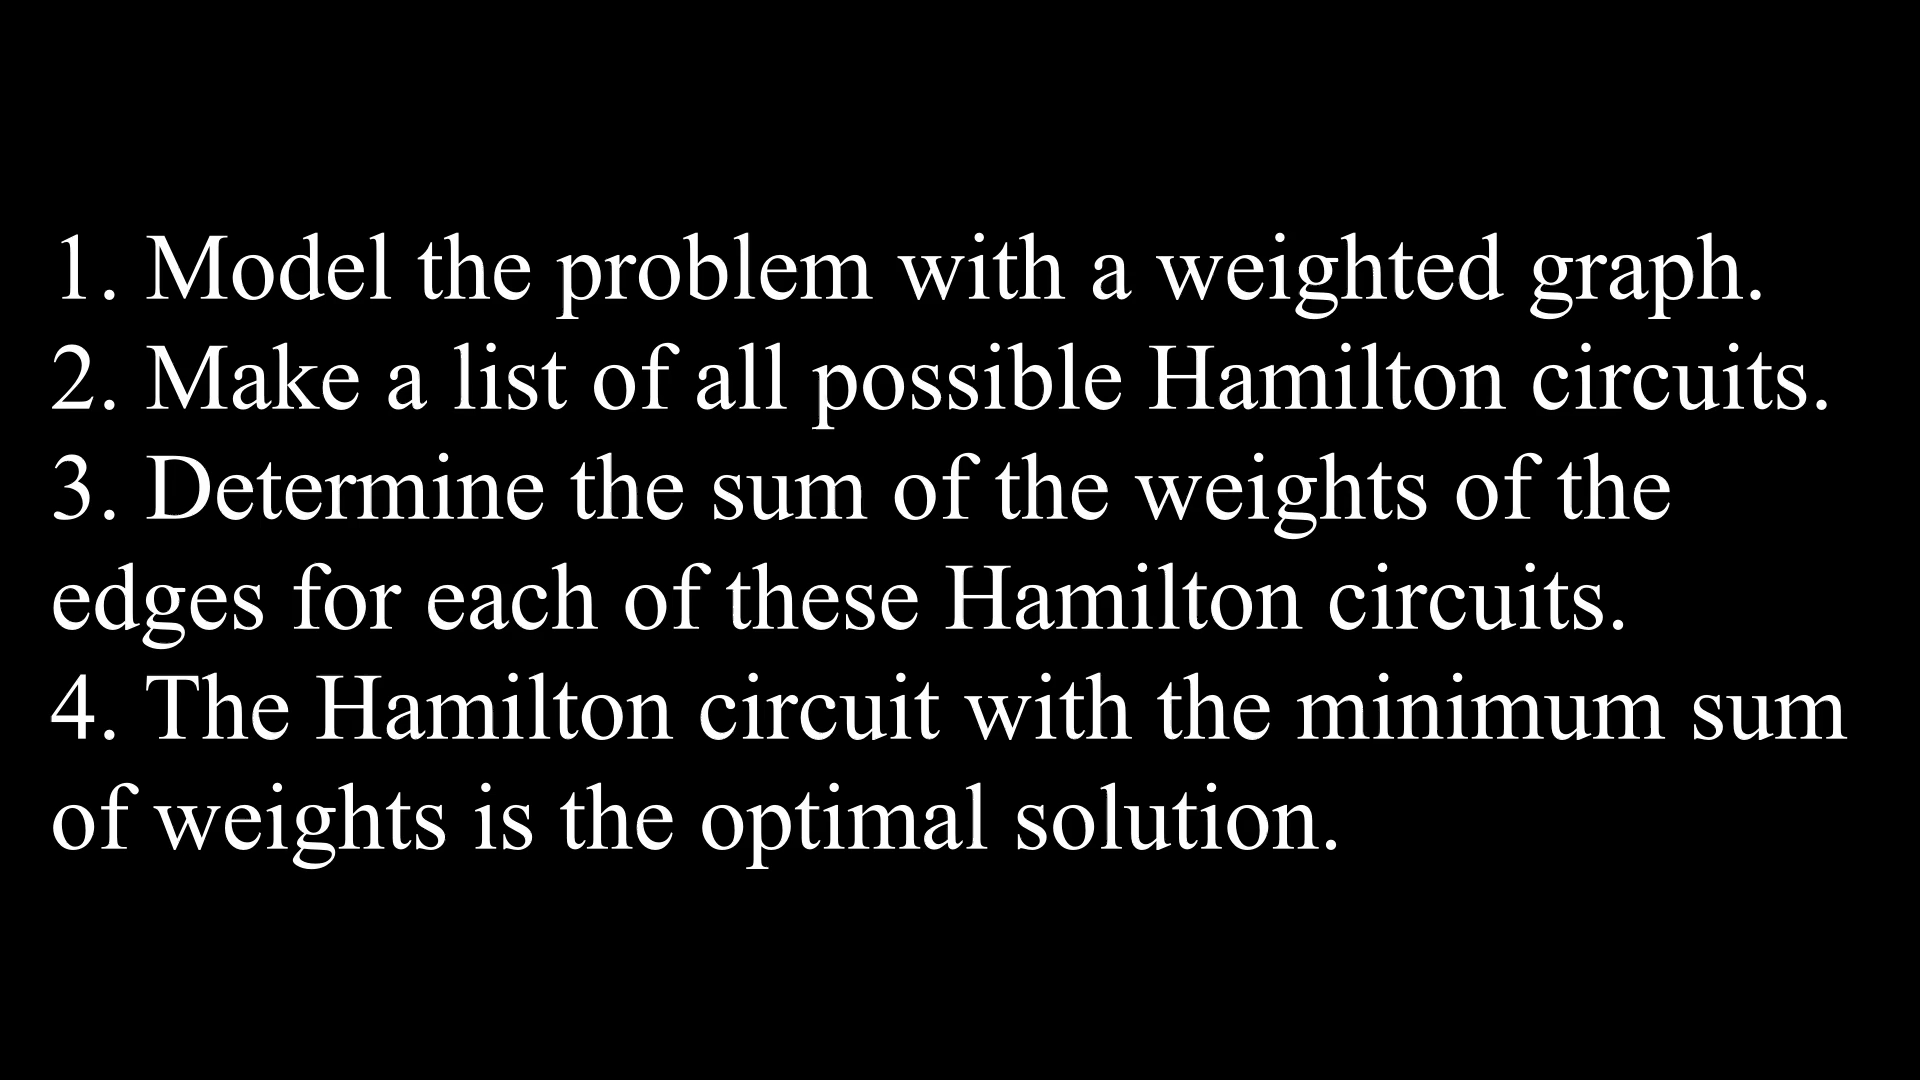 1. Model the problem with a weighted graph.
2. Make a list of all possible Hamilton circuits.
3. Determine the sum of the weights of the
edges for each of these Hamilton circuits.
4. The Hamilton circuit with the minimum sum
of weights is the optimal solution.